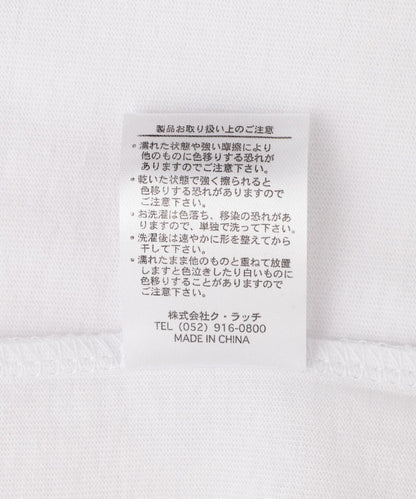 製品お取り扱い上のご注意
●濡れた状態や強い摩擦により
他のものに色移りする恐れが
ありますのでご注意下さい。
●乾いた状態で強く擦られると
色移りする恐れがありますので
ご注意下さい。
●お洗濯は色落ち、移染の恐れがあ
りますので、単独で洗って下さい。
●洗濯後は速やかに形を整えてから
干して下さい。
●濡れたまま他のものと重ねて放置
しますと色泣きしたり白いものに
色移りすることがありますので
ご注意下さい。
株式会社ク・ラッチ
TEL (052) 916-0800
MADE IN CHINA